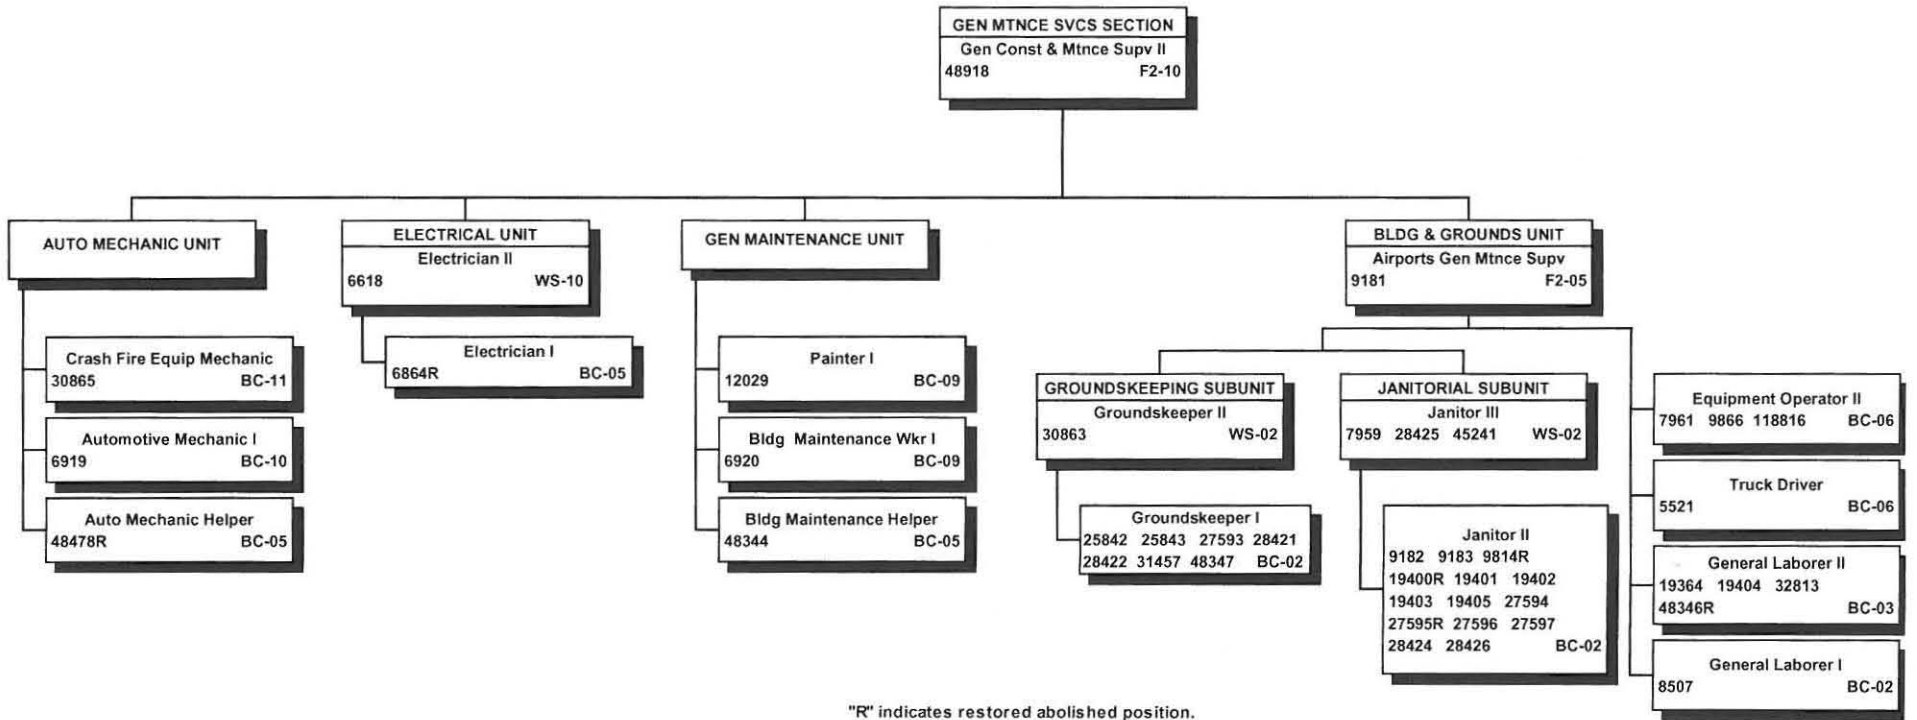 GEN MTNCE SVCS SECTION
Gen Const & Mtnce Supv II
48918 F2-10
AUTO MECHANIC UNIT
Crash Fire Equip Mechanic
30865 BC-11
Automotive Mechanic I
6919 BC-10
Auto Mechanic Helper
48478R BC-05
ELECTRICAL UNIT
Electrician II
6618 WS-10
Electrician I
6864R BC-05
GEN MAINTENANCE UNIT
Painter I
12029 BC-09
Bldg Maintenance Wkr I
6920 BC-09
Bldg Maintenance Helper
48344 BC-05
BLDG & GROUNDS UNIT
Airports Gen Mtnce Supv
9181 F2-05
GROUNDSKEEPING SUBUNIT
Groundskeeper II
30863 WS-02
Groundskeeper I
25842 25843 27593 28421
28422 31457 48347 BC-02
JANITORIAL SUBUNIT
Janitor III
7959 28425 45241 WS-02
Janitor II
9182 9183 9814R
19400R 19401 19402
19403 19405 27594
27595R 27596 27597
28424 28426 BC-02
Equipment Operator II
7961 9866 118816 BC-06
Truck Driver
5521 BC-06
General Laborer II
19364 19404 32813
48346R BC-03
General Laborer I
8507 BC-02
"R" indicates restored abolished position.